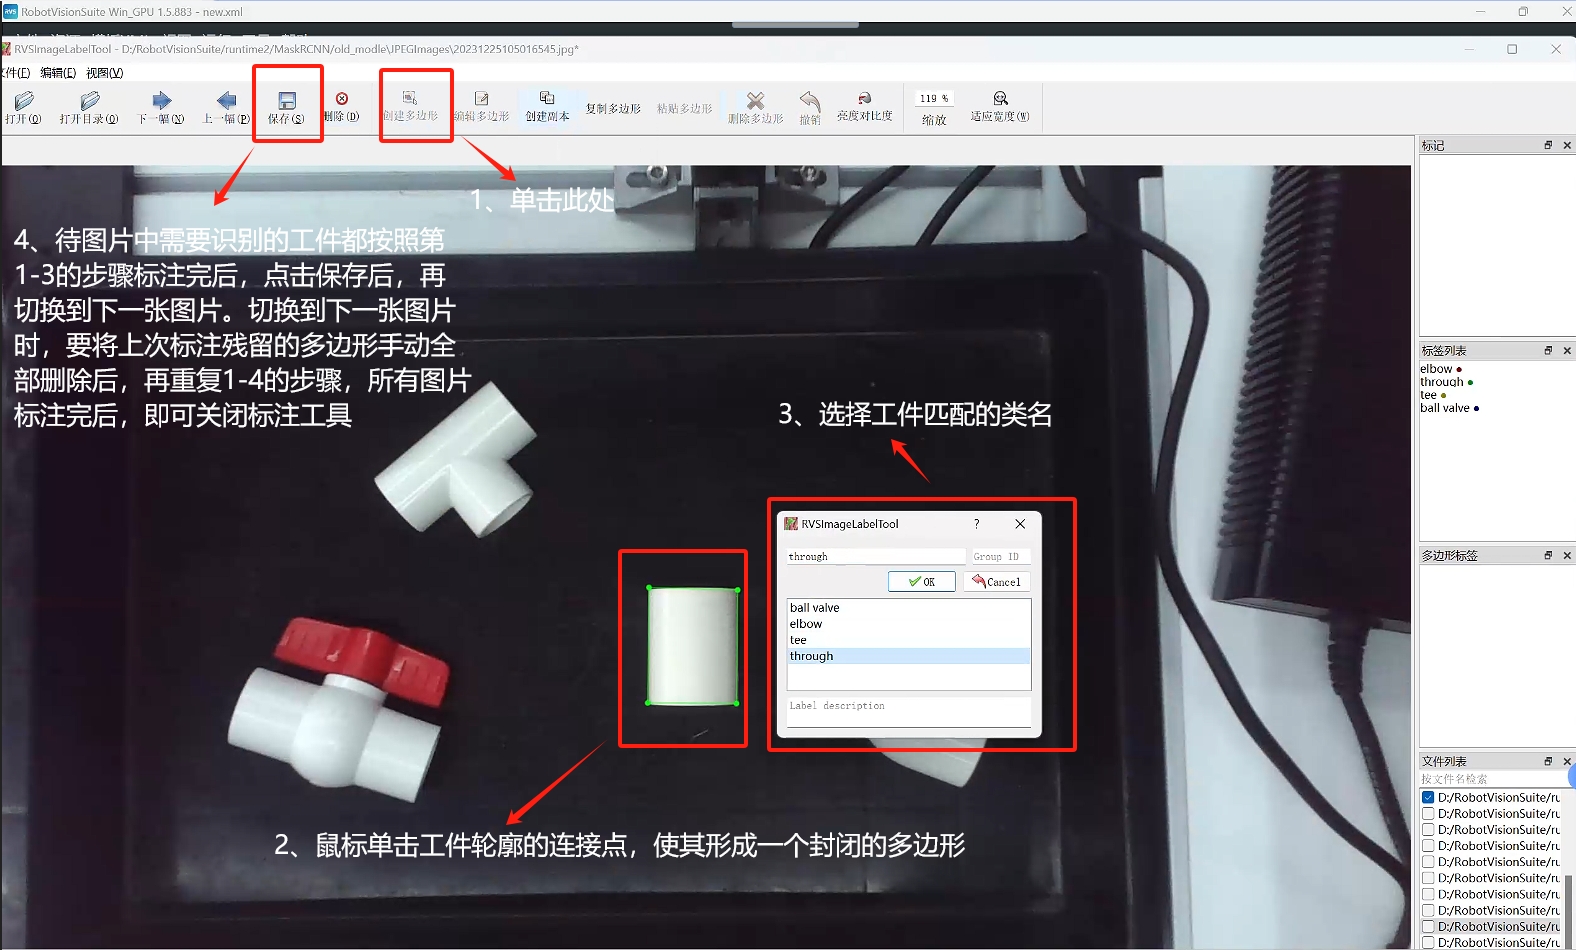 RobotVisionSuite Win_GPU 1.5.883 - new.xml
RVSImageLabelTool - D:/RobotVisionSuite/runtime2/MaskRCNN/old_modle\JPEGImages\20231225105016545.jpg*
文件(F) 编辑(E) 视图(V)
打开(O)
打开目录(O)
下一幅(N)
上一幅(P)
保存(S)
删除(D)
创建多边形
编辑多边形
创建副本
复制多边形
粘贴多边形
删除多边形
撤销
亮度对比度
119 %
缩放
适应宽度(W)
标记
1、单击此处
4、待图片中需要识别的工件都按照第
1-3的步骤标注完后，点击保存后，再
切换到下一张图片。切换到下一张图片
时，要将上次标注残留的多边形手动全
部删除后，再重复1-4的步骤，所有图片
标注完后，即可关闭标注工具
标签列表
elbow
through
tee
ball valve
3、选择工件匹配的类名
RVSImageLabelTool
?
through
Group ID
OK
Cancel
ball valve
elbow
tee
through
Label description
多边形标签
2、鼠标单击工件轮廓的连接点，使其形成一个封闭的多边形
文件列表
按文件名检索
D:/RobotVisionSuite/ru
D:/RobotVisionSuite/ru
D:/RobotVisionSuite/ru
D:/RobotVisionSuite/ru
D:/RobotVisionSuite/ru
D:/RobotVisionSuite/ru
D:/RobotVisionSuite/ru
D:/RobotVisionSuite/ru
D:/RobotVisionSuite/ru
D:/RobotVisionSuite/ru